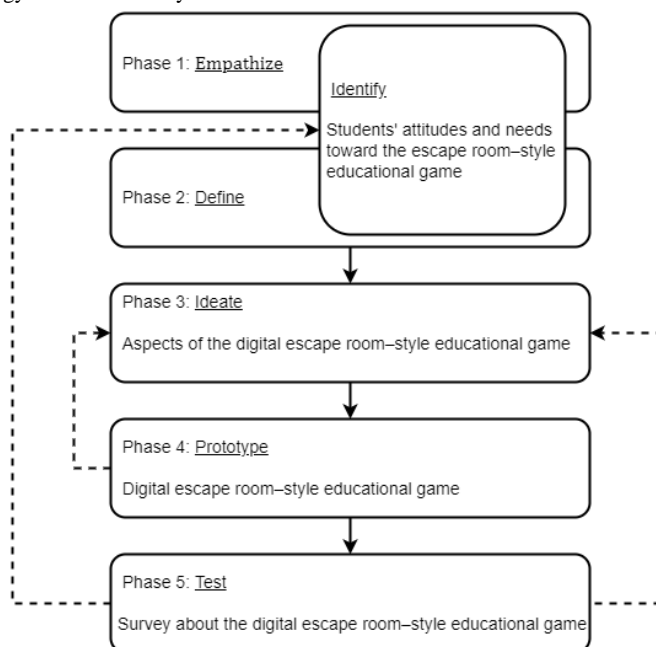 Phase 1: Empathize
Identify
Students' attitudes and needs
toward the escape room–style
educational game
Phase 2: Define
Phase 3: Ideate
Aspects of the digital escape room–style educational game
Phase 4: Prototype
Digital escape room–style educational game
Phase 5: Test
Survey about the digital escape room–style educational game